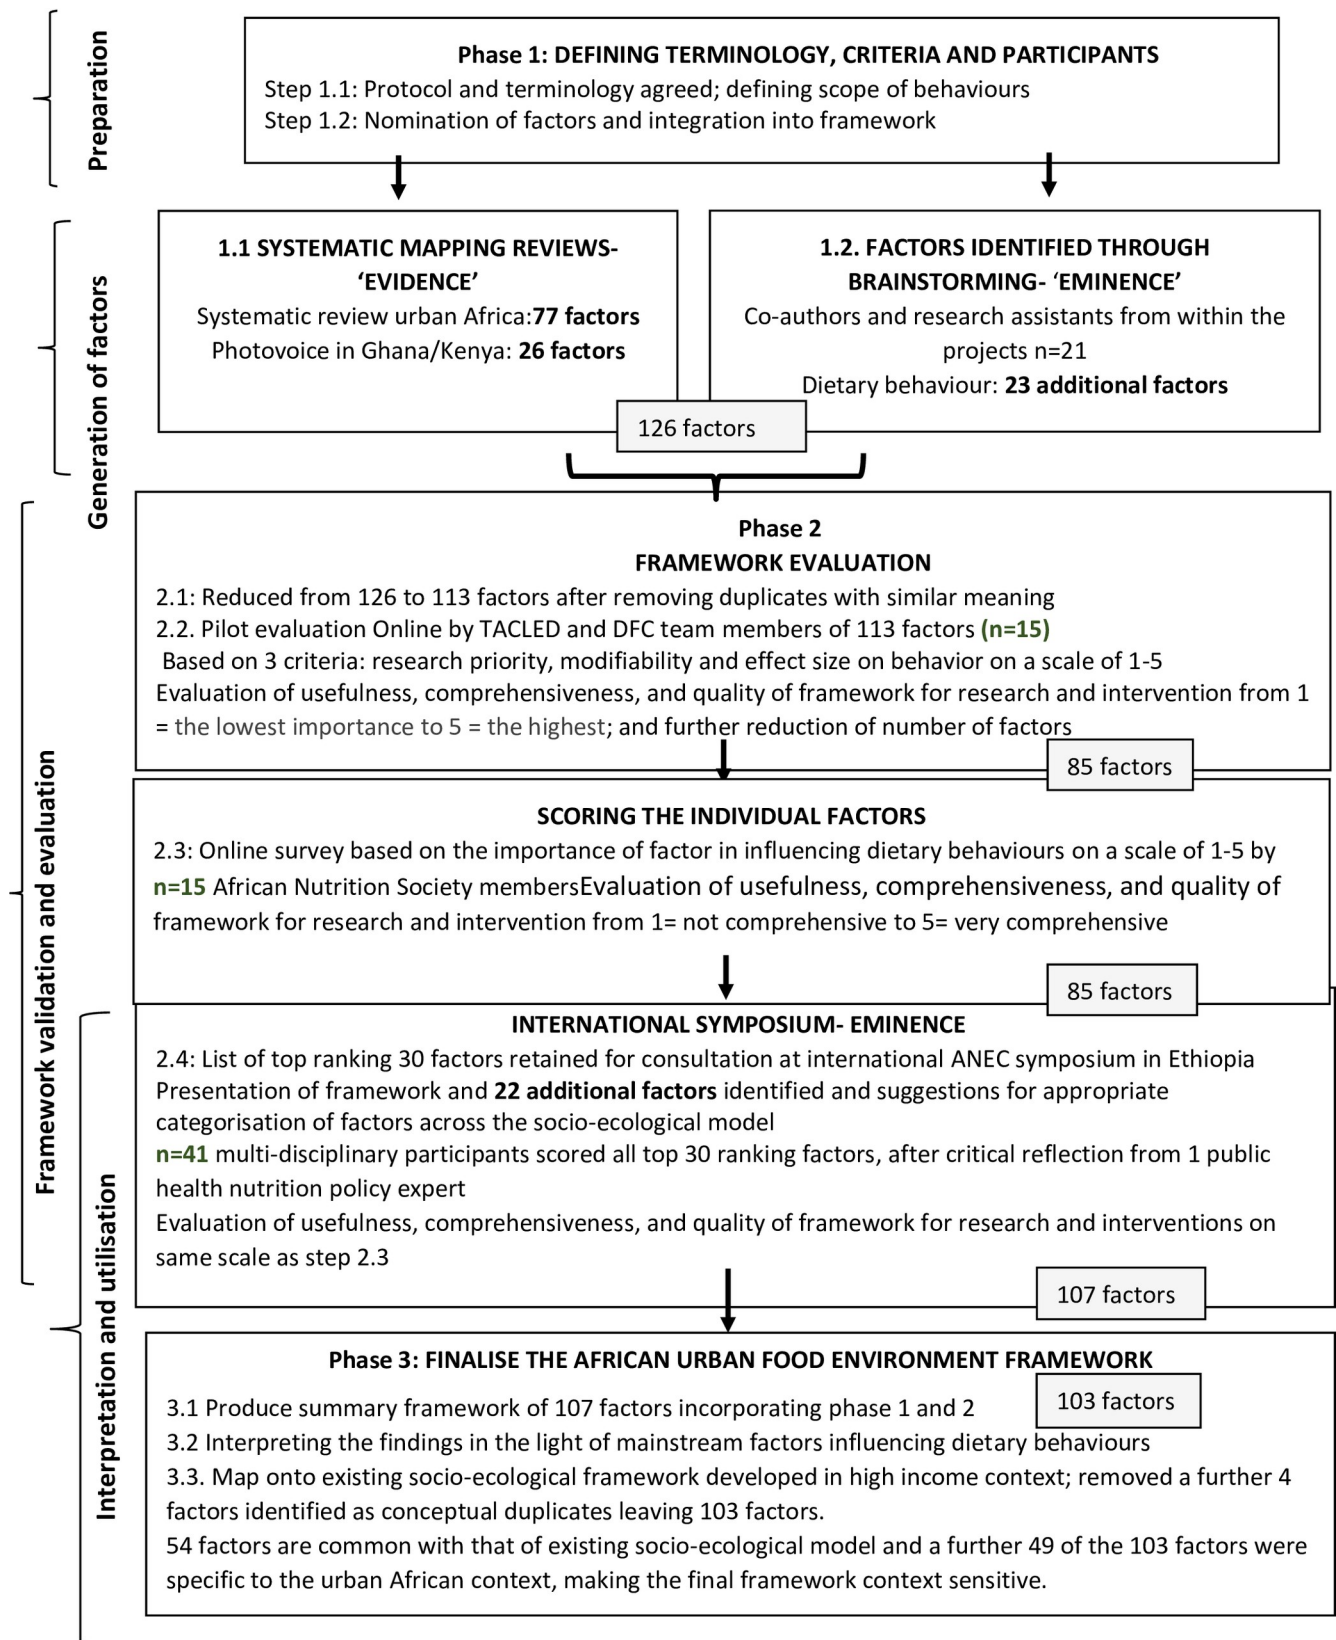 Preparation
Phase 1: DEFINING TERMINOLOGY, CRITERIA AND PARTICIPANTS
Step 1.1: Protocol and terminology agreed; defining scope of behaviours
Step 1.2: Nomination of factors and integration into framework
Generation of factors
1.1 SYSTEMATIC MAPPING REVIEWS-
‘EVIDENCE’
Systematic review urban Africa:77 factors
Photovoice in Ghana/Kenya: 26 factors
1.2. FACTORS IDENTIFIED THROUGH
BRAINSTORMING- ‘EMINENCE’
Co-authors and research assistants from within the
projects n=21
Dietary behaviour: 23 additional factors
126 factors
Framework validation and evaluation
Phase 2
FRAMEWORK EVALUATION
2.1: Reduced from 126 to 113 factors after removing duplicates with similar meaning
2.2. Pilot evaluation Online by TACLED and DFC team members of 113 factors (n=15)
Based on 3 criteria: research priority, modifiability and effect size on behavior on a scale of 1-5
Evaluation of usefulness, comprehensiveness, and quality of framework for research and intervention from 1
= the lowest importance to 5 = the highest; and further reduction of number of factors
85 factors
SCORING THE INDIVIDUAL FACTORS
2.3: Online survey based on the importance of factor in influencing dietary behaviours on a scale of 1-5 by
n=15 African Nutrition Society membersEvaluation of usefulness, comprehensiveness, and quality of
framework for research and intervention from 1= not comprehensive to 5= very comprehensive
85 factors
Interpretation and utilisation
INTERNATIONAL SYMPOSIUM- EMINENCE
2.4: List of top ranking 30 factors retained for consultation at international ANEC symposium in Ethiopia
Presentation of framework and 22 additional factors identified and suggestions for appropriate
categorisation of factors across the socio-ecological model
n=41 multi-disciplinary participants scored all top 30 ranking factors, after critical reflection from 1 public
health nutrition policy expert
Evaluation of usefulness, comprehensiveness, and quality of framework for research and interventions on
same scale as step 2.3
107 factors
Phase 3: FINALISE THE AFRICAN URBAN FOOD ENVIRONMENT FRAMEWORK
103 factors
3.1 Produce summary framework of 107 factors incorporating phase 1 and 2
3.2 Interpreting the findings in the light of mainstream factors influencing dietary behaviours
3.3. Map onto existing socio-ecological framework developed in high income context; removed a further 4
factors identified as conceptual duplicates leaving 103 factors.
54 factors are common with that of existing socio-ecological model and a further 49 of the 103 factors were
specific to the urban African context, making the final framework context sensitive.